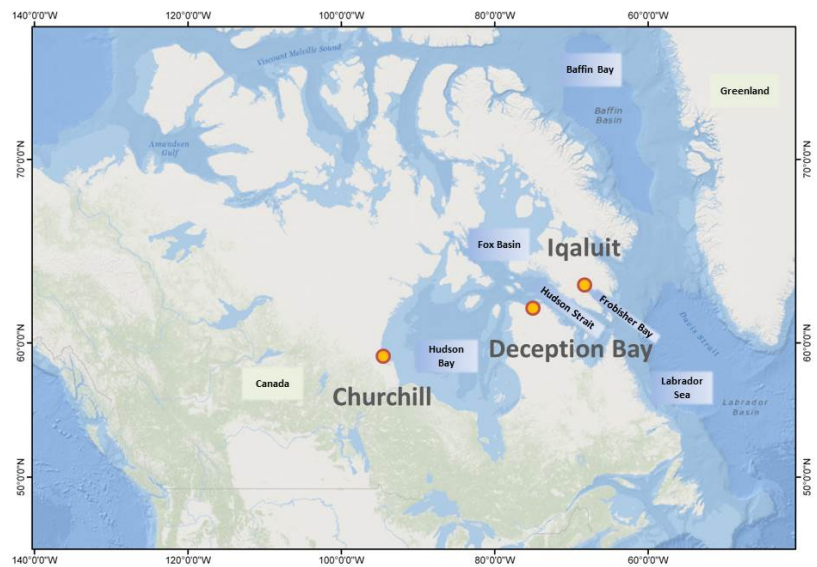 140°0'0"W
120°0'0"W
100°0'0"W
80°0'0"W
60°0'0"W
Viscount Melville Sound
Baffin Bay
Greenland
Baffin
Basin
Amundsen
Gulf
70°0'0"N
70°0'0"N
Fox Basin
Iqaluit
Hudson Strait
Frobisher Bay
Davis Strait
60°0'0"N
60°0'0"N
Hudson
Bay
Deception Bay
Canada
Churchill
Labrador
Sea
Labrador
Basin
50°0'0"N
50°0'0"N
140°0'0"W
120°0'0"W
100°0'0"W
80°0'0"W
60°0'0"W